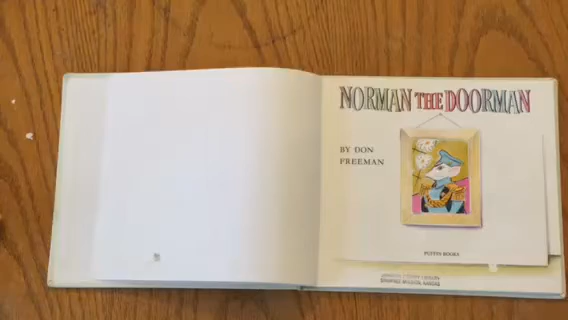 NORMAN THE DOORMAN
BY DON
FREEMAN
PUFFIN BOOKS